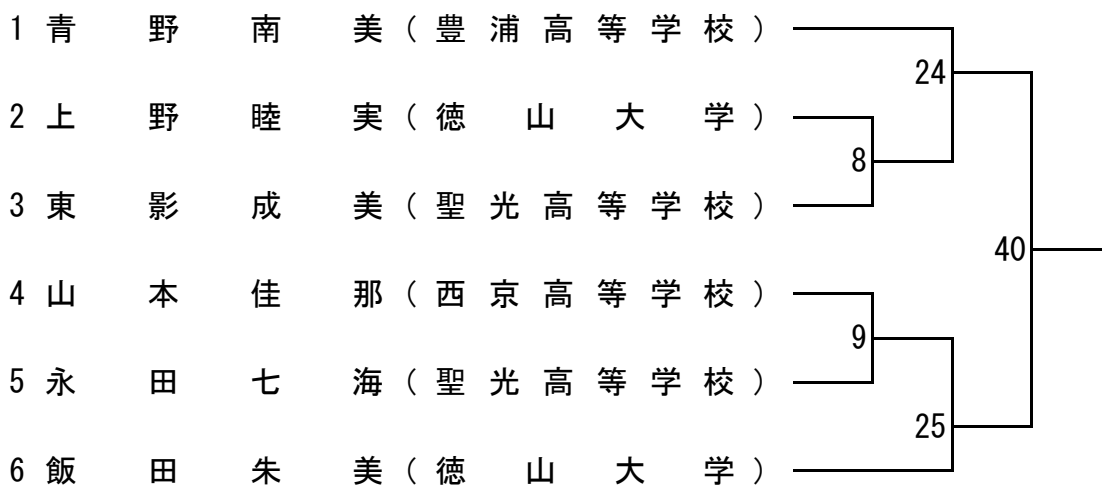 1 青野南美(豊浦高等学校)
24
2 上野睦実(徳山大学)
8
3 東影成美(聖光高等学校)
40
4 山本佳那(西京高等学校)
9
5 永田七海(聖光高等学校)
25
6 飯田朱美(徳山大学)